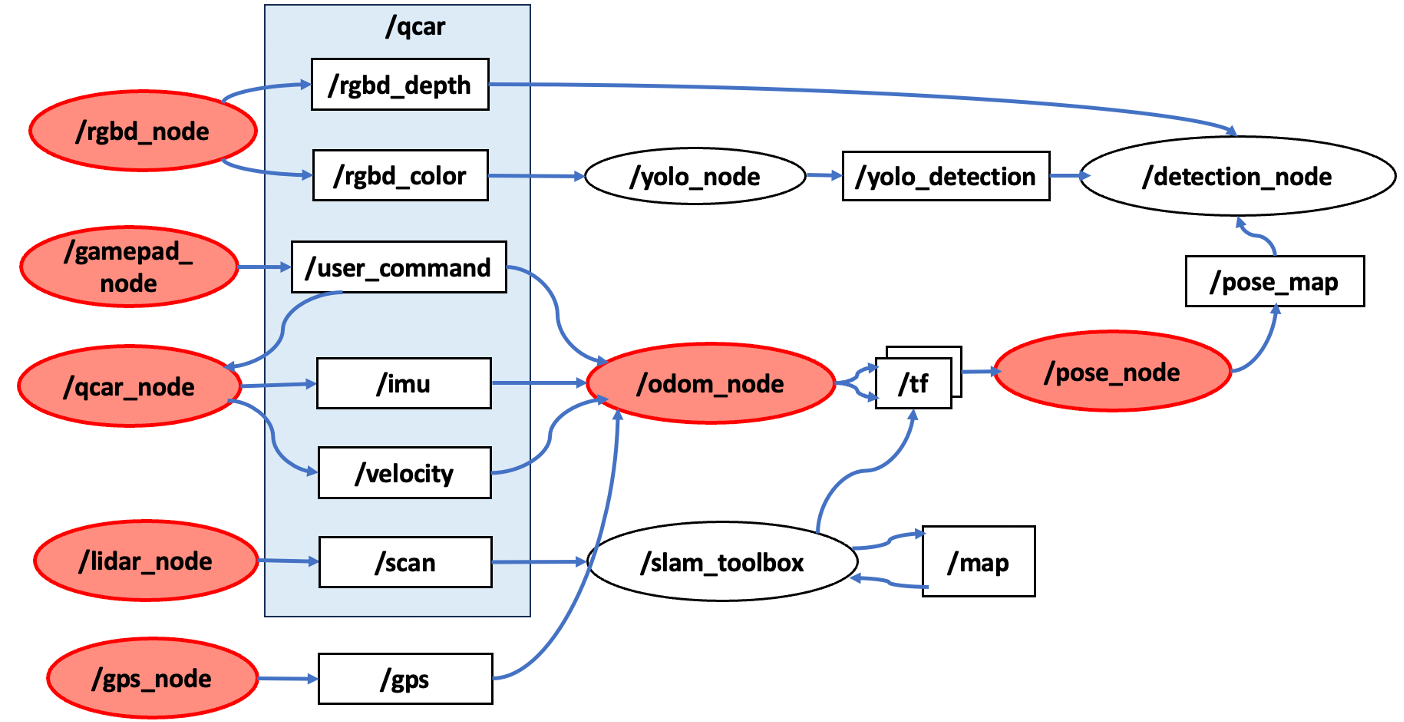 /qcar
/rgbd_depth
/rgbd_node
/rgbd_color
/yolo_node
/yolo_detection
/detection_node
/gamepad_
node
/user_command
/pose_map
/qcar_node
/imu
/odom_node
/tf
/pose_node
/velocity
/lidar_node
/scan
/slam_toolbox
/map
/gps_node
/gps